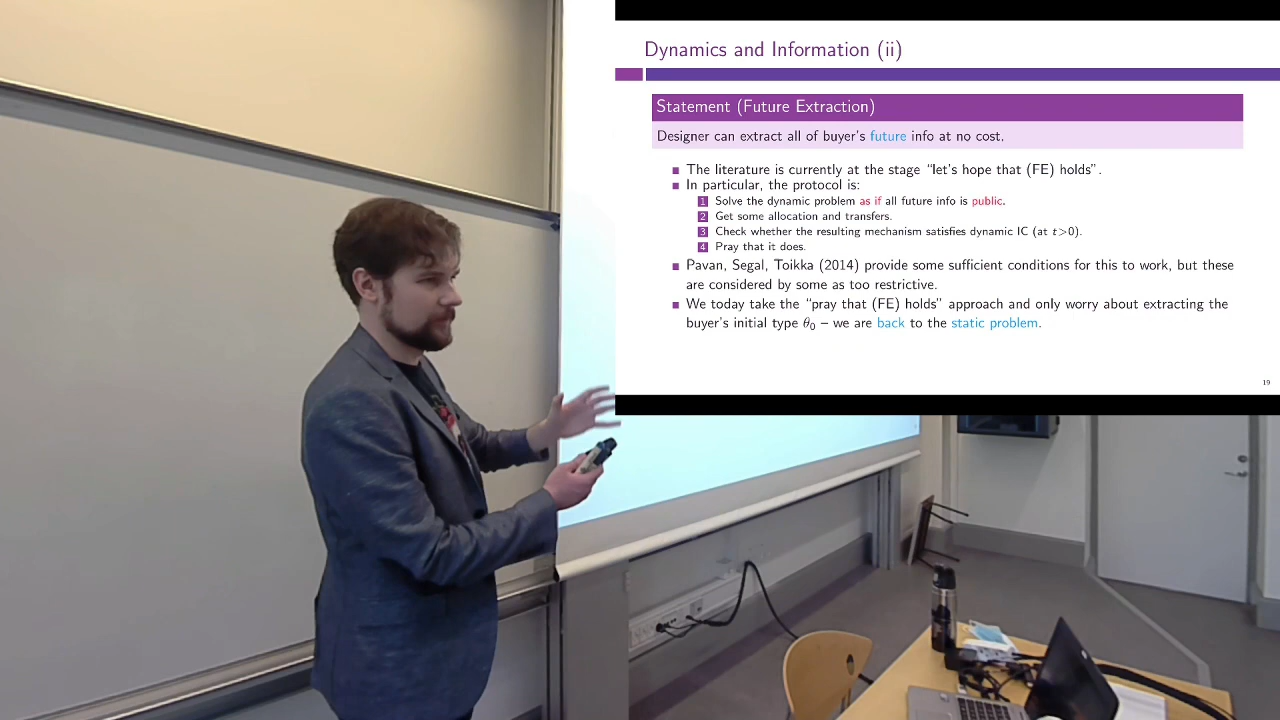 Dynamics and Information (ii)
Statement (Future Extraction)
Designer can extract all of buyer's future info at no cost.
■ The literature is currently at the stage “let's hope that (FE) holds”.
■ In particular, the protocol is:
1 Solve the dynamic problem as if all future info is public.
2 Get some allocation and transfers.
3 Check whether the resulting mechanism satisfies dynamic IC (at t>0).
4 Pray that it does.
■ Pavan, Segal, Toikka (2014) provide some sufficient conditions for this to work, but these
are considered by some as too restrictive.
■ We today take the “pray that (FE) holds” approach and only worry about extracting the
buyer's initial type θ₀ – we are back to the static problem.
19